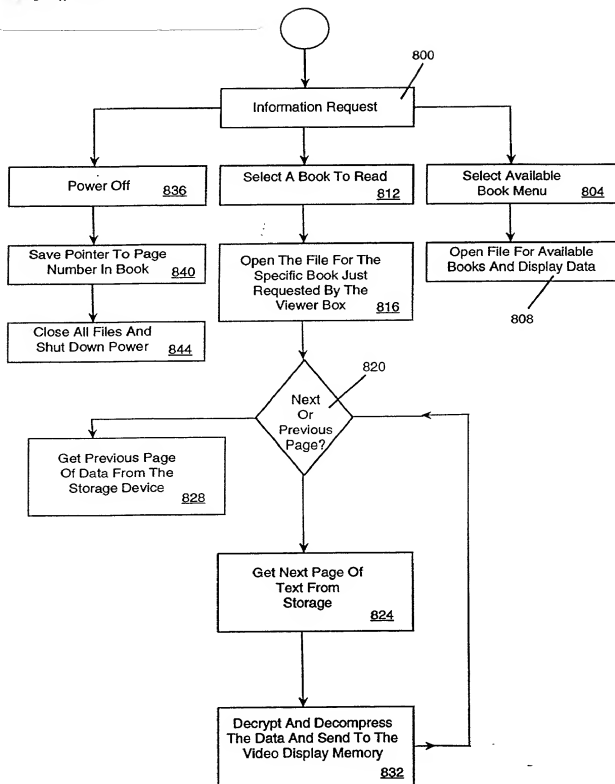 800
Information Request
Power Off 836
Select A Book To Read
812
Select Available
Book Menu 804
Save Pointer To Page
Number In Book 840
Open The File For The
Specific Book Just
Requested By The
Viewer Box 816
Open File For Available
Books And Display Data
808
Close All Files And
Shut Down Power 844
820
Next
Or
Previous
Page?
Get Previous Page
Of Data From The
Storage Device
828
Get Next Page Of
Text From
Storage
824
Decrypt And Decompress
The Data And Send To The
Video Display Memory
832